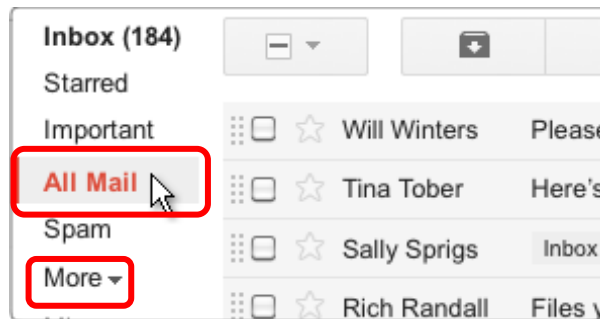 Inbox (184)
Starred
Important
All Mail
Spam
More
Will Winters Please
Tina Tober Here's
Sally Sprigs Inbox
Rich Randall Files y